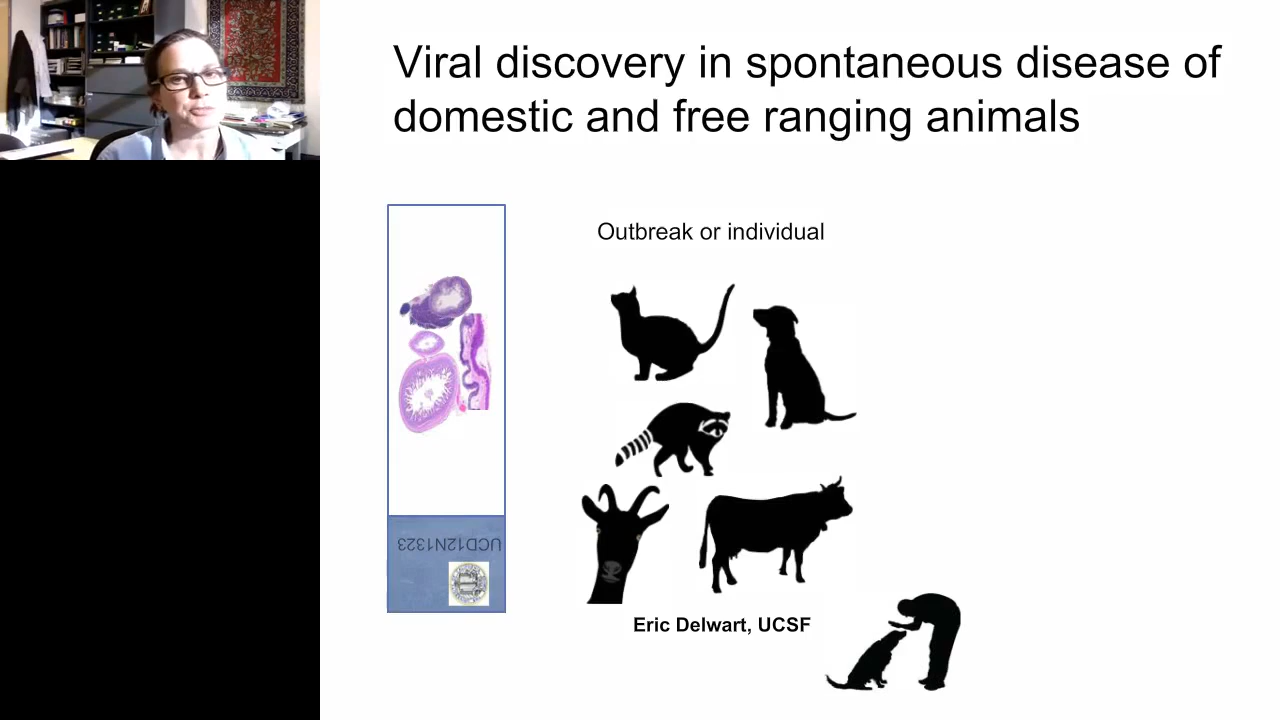 Viral discovery in spontaneous disease of
domestic and free ranging animals
Outbreak or individual
UCD12N1323
Eric Delwart, UCSF